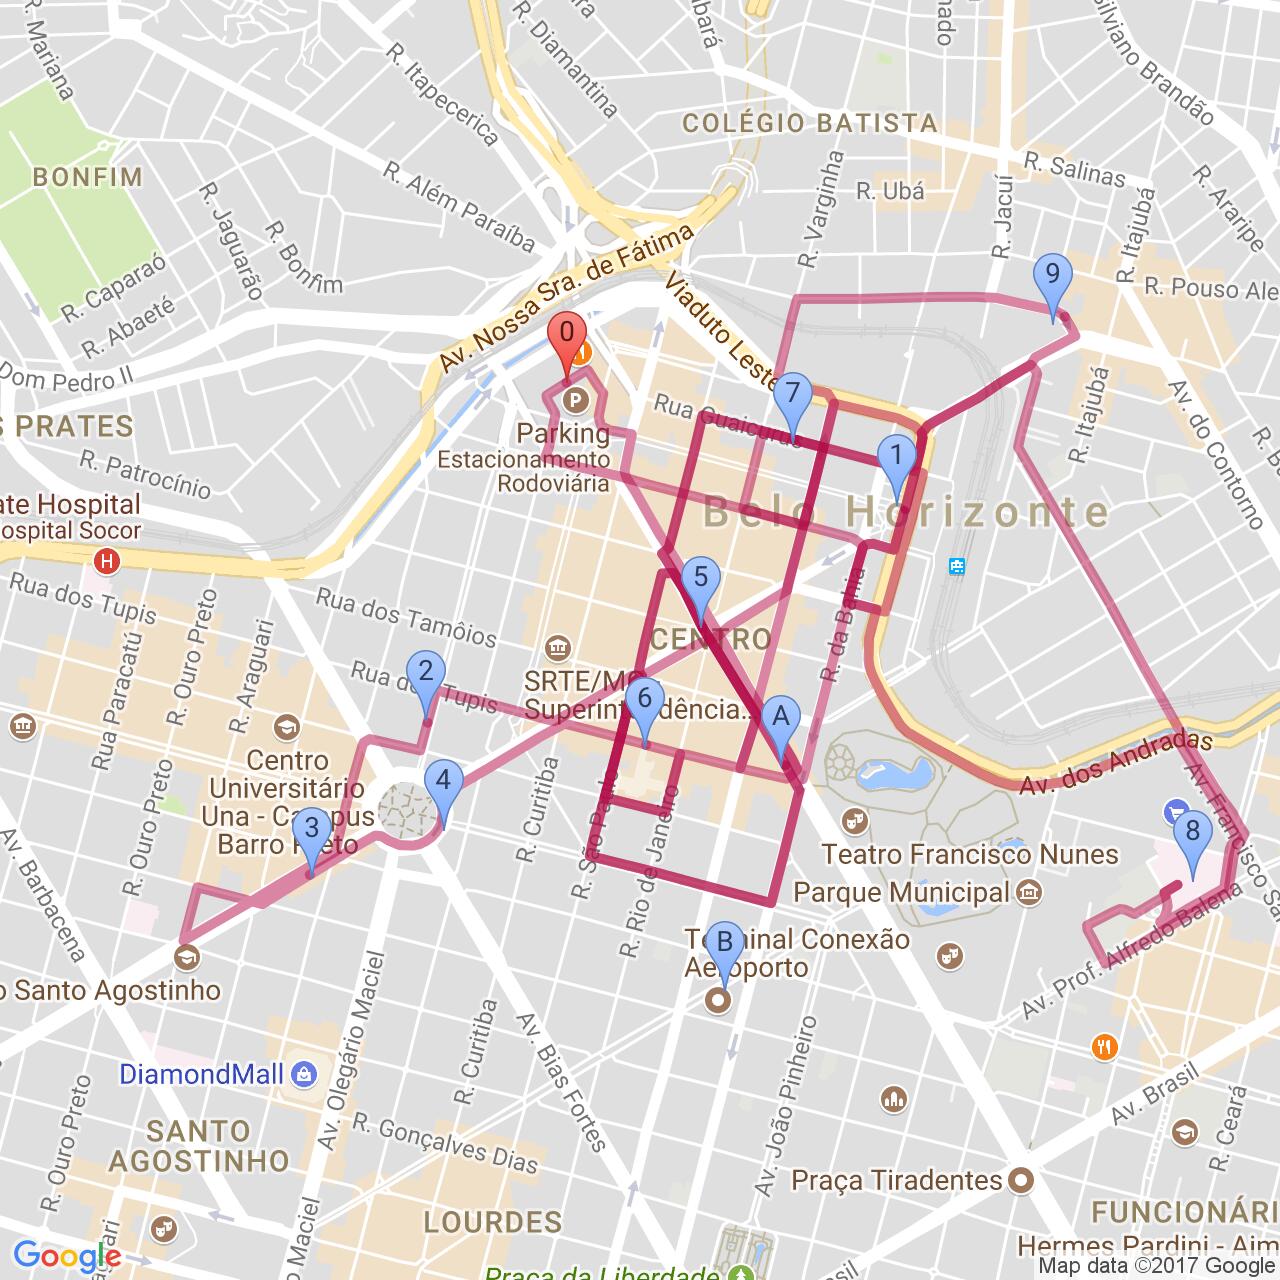 R. Mariana
R. Itapecerica
R. Diamantina
Silviano Brandão
COLÉGIO BATISTA
R. Salinas
R. Ubá
R. Varginha
R. Jacuí
R. Itajubá
R. Araripe
BONFIM
R. Além Paraíba
R. Jaguarão
R. Bonfim
R. Caparaó
R. Abaeté
Av. Nossa Sra. de Fátima
Viaduto Leste
R. Pouso Ale
9
0
Dom Pedro II
7
Rua Guaicurus
P
Parking
Estacionamento
Rodoviária
S PRATES
R. Patrocínio
R. Itajubá
Av. do Contorno
1
Belo Horizonte
ate Hospital
ospital Socor
H
Rua dos Tupis
R. Ouro Preto
Rua Paracatú
R. Araguari
Rua dos Tamôios
5
CENTRO
R. da Bahia
SRTE/MG
Superintendência...
2
Rua dos Tupis
6
A
Av. dos Andradas
Centro
Universitário
Una - Campus
Barro Preto
4
3
R. Ouro Preto
R. Curitiba
R. São Paulo
R. Rio de Janeiro
Av. Francisco Sa
8
Teatro Francisco Nunes
Parque Municipal
Av. Prof. Alfredo Balena
Av. Barbacena
B
Terminal Conexão
Aeroporto
o Santo Agostinho
Av. Olegário Maciel
R. Curitiba
Av. Bias Fortes
Av. João Pinheiro
DiamondMall
R. Ouro Preto
SANTO
AGOSTINHO
R. Gonçalves Dias
Av. Brasil
R. Ceará
Praça Tiradentes
LOURDES
FUNCIONÁRI
Hermes Pardini - Aim
Google
Praça da Liberdade
Map data ©2017 Google